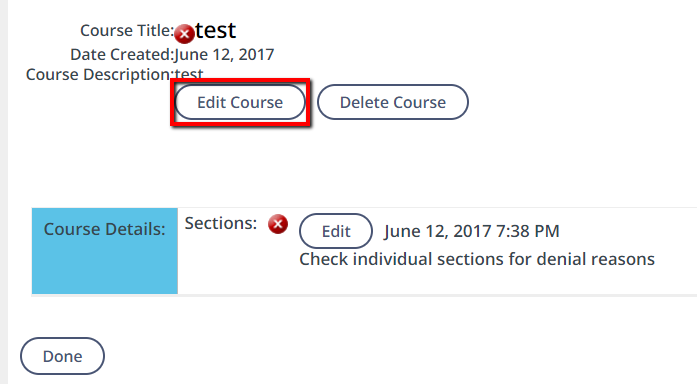 Course Title: test
Date Created:June 12, 2017
Course Description:test
Edit Course Delete Course
Course Details: Sections: Edit June 12, 2017 7:38 PM
Check individual sections for denial reasons
Done